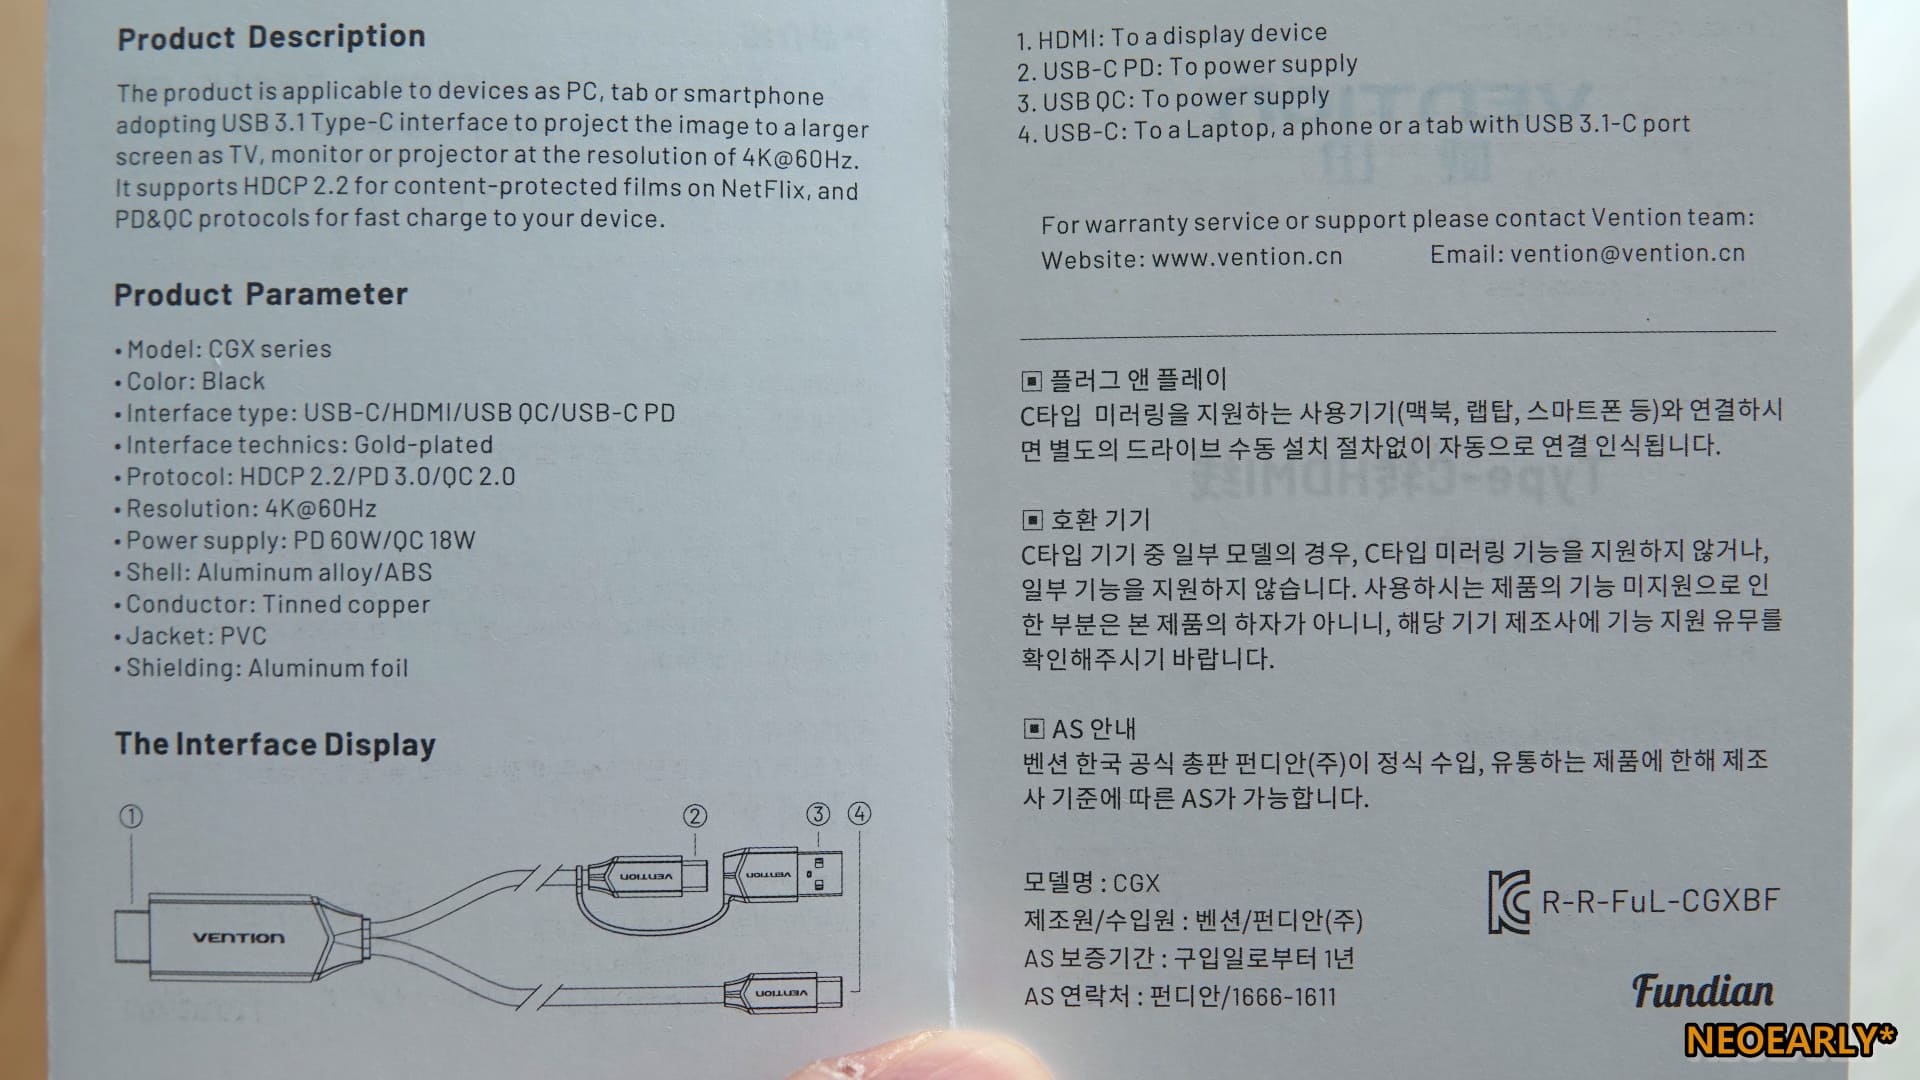 Product Description
The product is applicable to devices as PC, tab or smartphone
adopting USB 3.1 Type-C interface to project the image to a larger
screen as TV, monitor or projector at the resolution of 4K@60Hz.
It supports HDCP 2.2 for content-protected films on NetFlix, and
PD&QC protocols for fast charge to your device.
Product Parameter
• Model: CGX series
• Color: Black
• Interface type: USB-C/HDMI/USB QC/USB-C PD
• Interface technics: Gold-plated
• Protocol: HDCP 2.2/PD 3.0/QC 2.0
• Resolution: 4K@60Hz
• Power supply: PD 60W/QC 18W
• Shell: Aluminum alloy/ABS
• Conductor: Tinned copper
• Jacket: PVC
• Shielding: Aluminum foil
The Interface Display
① ② ③ ④
VENTION
VENTION
VENTION
VENTION
1. HDMI: To a display device
2. USB-C PD: To power supply
3. USB QC: To power supply
4. USB-C: To a Laptop, a phone or a tab with USB 3.1-C port
For warranty service or support please contact Vention team:
Website: www.vention.cn Email: vention@vention.cn
▣ 플러그 앤 플레이
C타입 미러링을 지원하는 사용기기(맥북, 랩탑, 스마트폰 등)와 연결하시
면 별도의 드라이브 수동 설치 절차없이 자동으로 연결 인식됩니다.
▣ 호환 기기
C타입 기기 중 일부 모델의 경우, C타입 미러링 기능을 지원하지 않거나,
일부 기능을 지원하지 않습니다. 사용하시는 제품의 기능 미지원으로 인
한 부분은 본 제품의 하자가 아니니, 해당 기기 제조사에 기능 지원 유무를
확인해주시기 바랍니다.
▣ AS 안내
벤션 한국 공식 총판 펀디안(주)이 정식 수입, 유통하는 제품에 한해 제조
사 기준에 따른 AS가 가능합니다.
모델명 : CGX
제조원/수입원 : 벤션/펀디안(주)
AS 보증기간 : 구입일로부터 1년
AS 연락처 : 펀디안/1666-1611
KC R-R-FuL-CGXBF
Fundian
NEOEARLY*